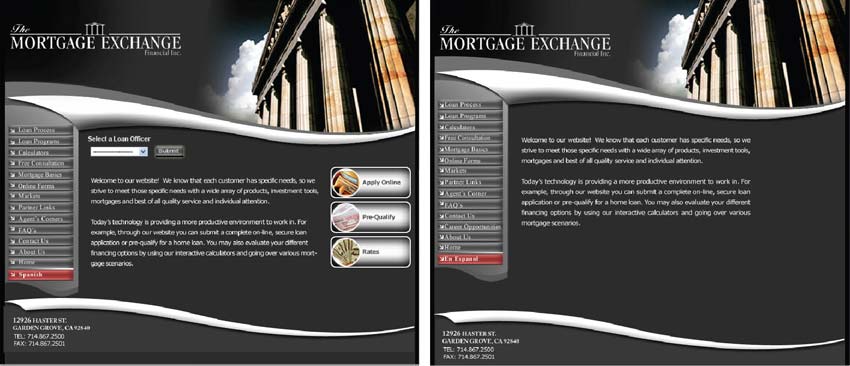 The
MORTGAGE EXCHANGE
Financial Inc.
Loan Process
Loan Programs
Calculators
Free Consultation
Mortgage Basics
Online Forms
Markets
Partner Links
Agent's Corners
FAQ's
Contact Us
About Us
Home
Spanish
Select a Loan Officer
Submit
Welcome to our website! We know that each customer has specific needs, so we
strive to meet those specific needs with a wide array of products, investment tools,
mortgages and best of all quality service and individual attention.
Today's technology is providing a more productive environment to work in. For
example, through our website you can submit a complete on-line, secure loan
application or pre-qualify for a home loan. You may also evaluate your different
financing options by using our interactive calculators and going over various mort-
gage scenarios.
Apply Online
Pre-Qualify
Rates
12926 HASTER ST.
GARDEN GROVE, CA 92840
TEL: 714.867.2500
FAX: 714.867.2501
The
MORTGAGE EXCHANGE
Financial Inc.
Loan Process
Loan Programs
Calculators
Free Consultation
Mortgage Basics
Online Forms
Markets
Partner Links
Agent's Corner
FAQ's
Contact Us
Career Opportunities
About Us
Home
En Espanol
Welcome to our website! We know that each customer has specific needs, so we
strive to meet those specific needs with a wide array of products, investment tools,
mortgages and best of all quality service and individual attention.
Today's technology is providing a more productive environment to work in. For
example, through our website you can submit a complete on-line, secure loan
application or pre-qualify for a home loan. You may also evaluate your different
financing options by using our interactive calculators and going over various
mortgage scenarios.
12926 HASTER ST.
GARDEN GROVE, CA 92840
TEL: 714.867.2500
FAX: 714.867.2501